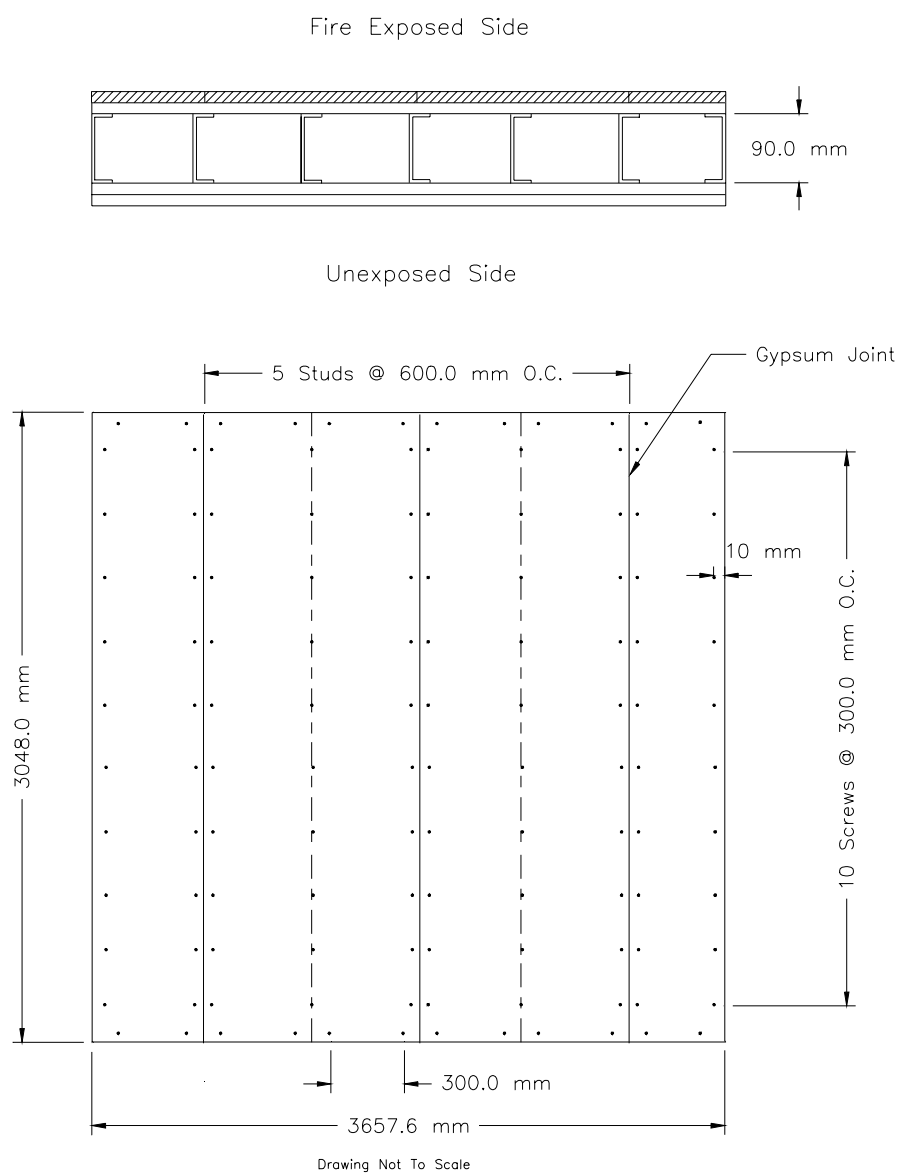 Fire Exposed Side
90.0 mm
Unexposed Side
Gypsum Joint
5 Studs @ 600.0 mm O.C.
10 mm
3048.0 mm
10 Screws @ 300.0 mm O.C.
300.0 mm
3657.6 mm
Drawing Not To Scale